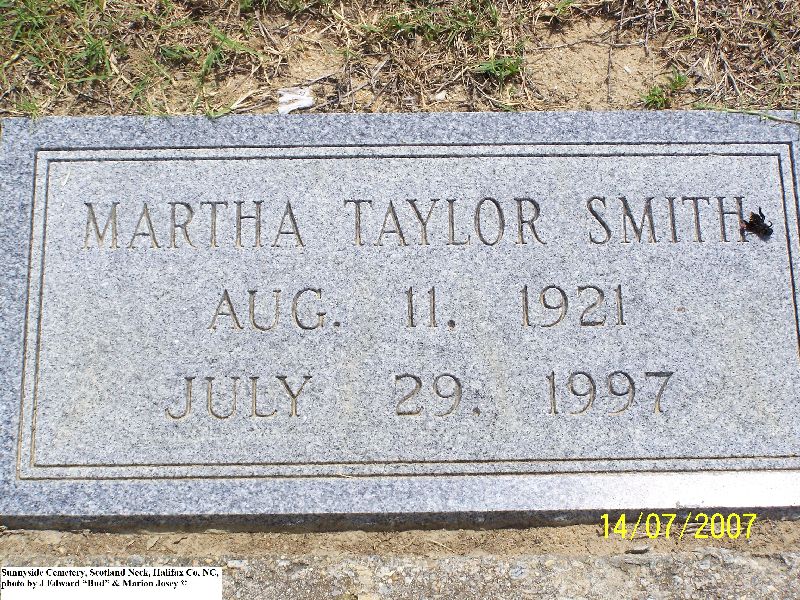 MARTHA TAYLOR SMITH
AUG. 11. 1921
JULY 29. 1997
14/07/2007
Sunnyside Cemetery, Scotland Neck, Halifax Co, NC,
photo by J Edward "Bud" & Marion Josey ©